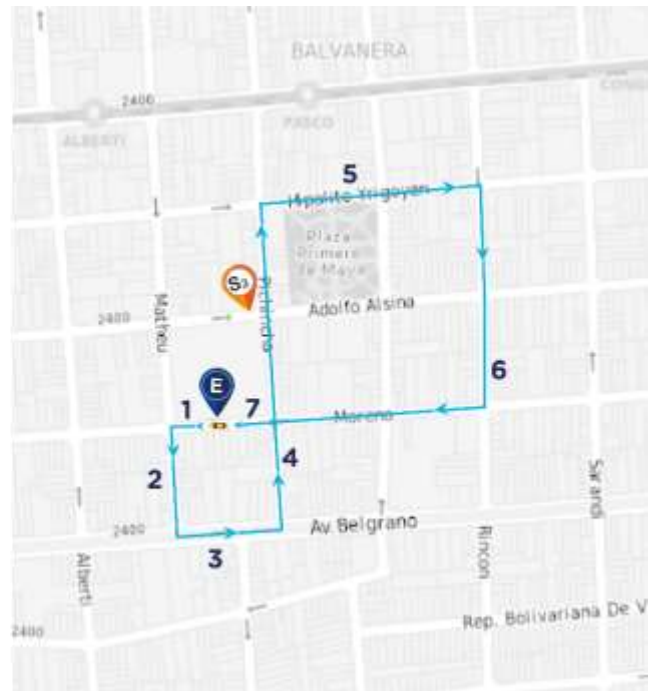 BALVANERA
2400
CONG
ALBERTI
PASCO
5
Hipolito Yrigoyen
Plaza
Primero
de Mayo
S3
Pichincha
Adolfo Alsina
2400
Matheu
E
6
1
7
Moreno
2
4
Sarandi
2400
Av Belgrano
3
Rincon
Alberti
Rep. Bolivariana De V
2400